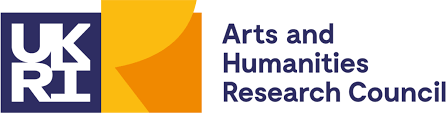 UK
RI
Arts and
Humanities
Research Council